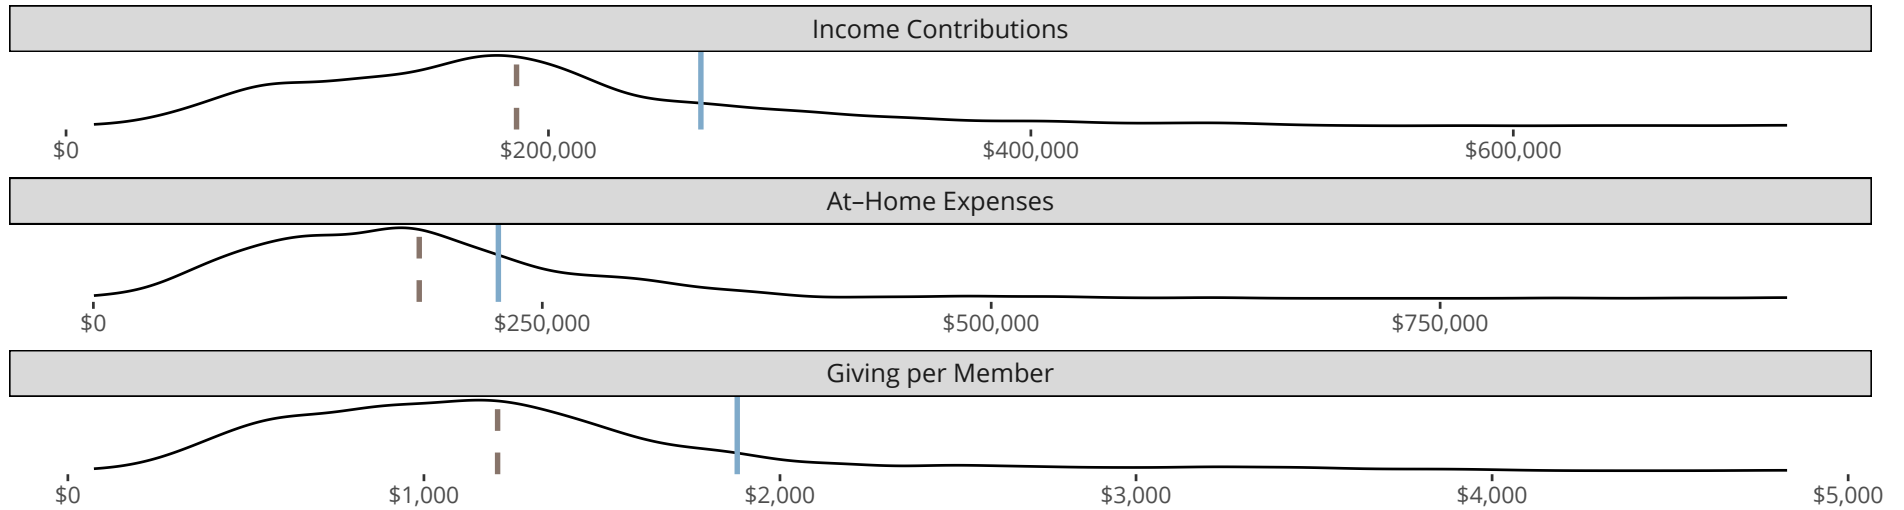 Income Contributions
$0 $200,000 $400,000 $600,000
At–Home Expenses
$0 $250,000 $500,000 $750,000
Giving per Member
$0 $1,000 $2,000 $3,000 $4,000 $5,000